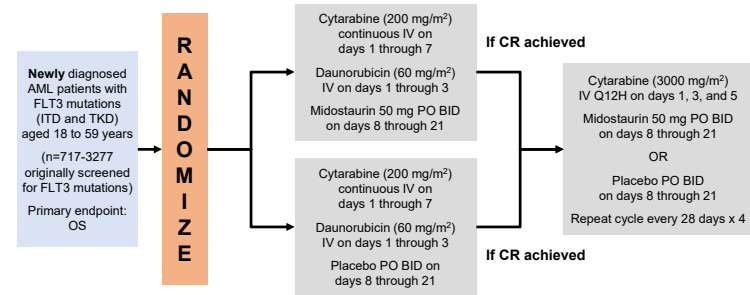 Newly diagnosed
AML patients with
FLT3 mutations
(ITD and TKD)
aged 18 to 59 years
(n=717-3277
originally screened
for FLT3 mutations)
Primary endpoint:
OS
R
A
N
D
O
M
I
Z
E
Cytarabine (200 mg/m²)
continuous IV on
days 1 through 7
Daunorubicin (60 mg/m²)
IV on days 1 through 3
Midostaurin 50 mg PO BID
on days 8 through 21
If CR achieved
Cytarabine (200 mg/m²)
continuous IV on
days 1 through 7
Daunorubicin (60 mg/m²)
IV on days 1 through 3
Placebo PO BID on
days 8 through 21
If CR achieved
Cytarabine (3000 mg/m²)
IV Q12H on days 1, 3, and 5
Midostaurin 50 mg PO BID
on days 8 through 21
OR
Placebo PO BID
on days 8 through 21
Repeat cycle every 28 days x 4